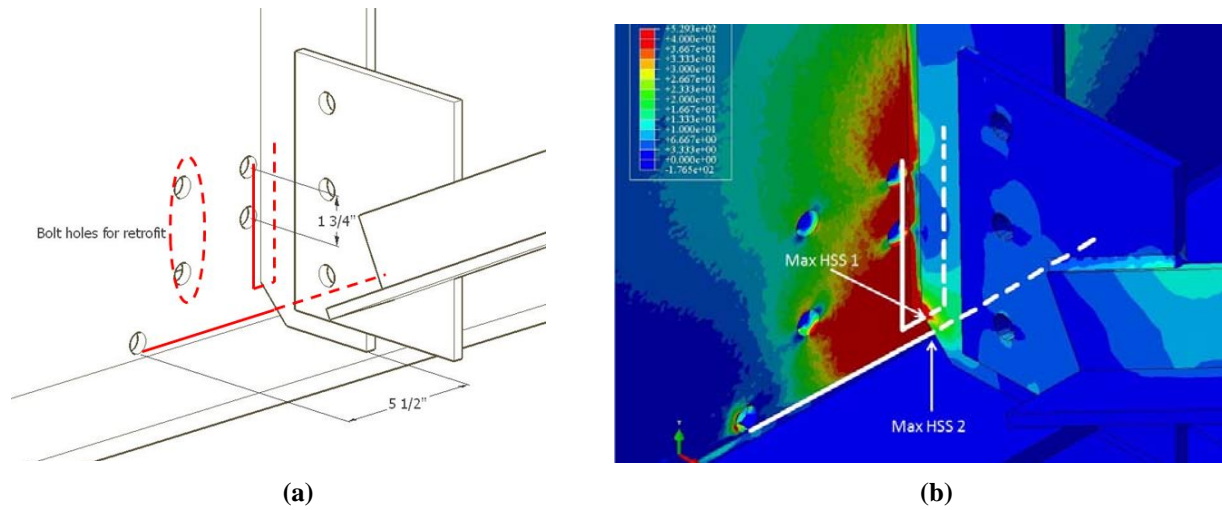 Bolt holes for retrofit
1 3/4”
5 1/2”
(a)
+5.293e+02
+4.000e+01
+3.667e+01
+3.333e+01
+3.000e+01
+2.667e+01
+2.333e+01
+2.000e+01
+1.667e+01
+1.333e+01
+1.000e+01
+6.667e+00
+3.333e+00
+0.000e+00
-1.765e+02
Max HSS 1
Max HSS 2
Y
(b)